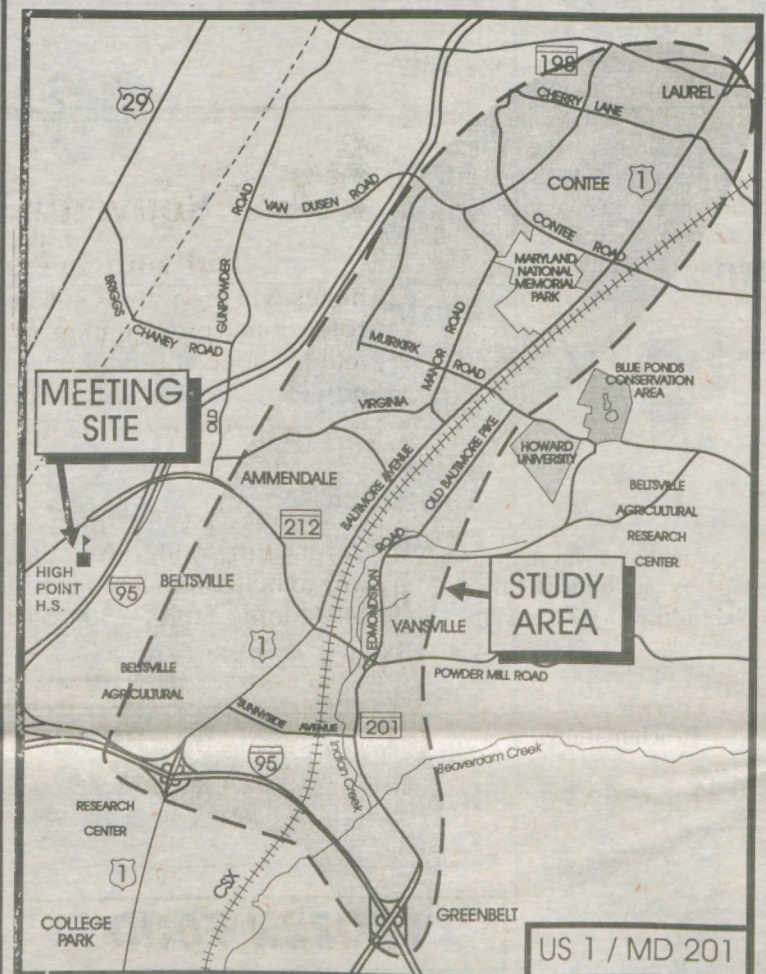 198
29
CHERRY LANE
LAUREL
CONTEE
1
VAN DUSEN ROAD
OLD GUNPOWDER ROAD
CONTEE ROAD
MARYLAND
NATIONAL
MEMORIAL
PARK
BRIGGS CHANEY ROAD
MUIRKIRK ROAD
VIRGINIA MANOR ROAD
BLUE PONDS
CONSERVATION
AREA
MEETING
SITE
HOWARD
UNIVERSITY
AMMENDALE
BALTIMORE AVENUE
OLD BALTIMORE PIKE
BELTSVILLE
AGRICULTURAL
RESEARCH
CENTER
212
HIGH
POINT
H.S.
95
BELTSVILLE
EDMONDSTON ROAD
STUDY
AREA
VANSVILLE
1
POWDER MILL ROAD
BELTSVILLE
AGRICULTURAL
SUNNYSIDE AVENUE
201
95
Indian Creek
Beaverdam Creek
RESEARCH
CENTER
1
CSX
GREENBELT
COLLEGE
PARK
US 1 / MD 201